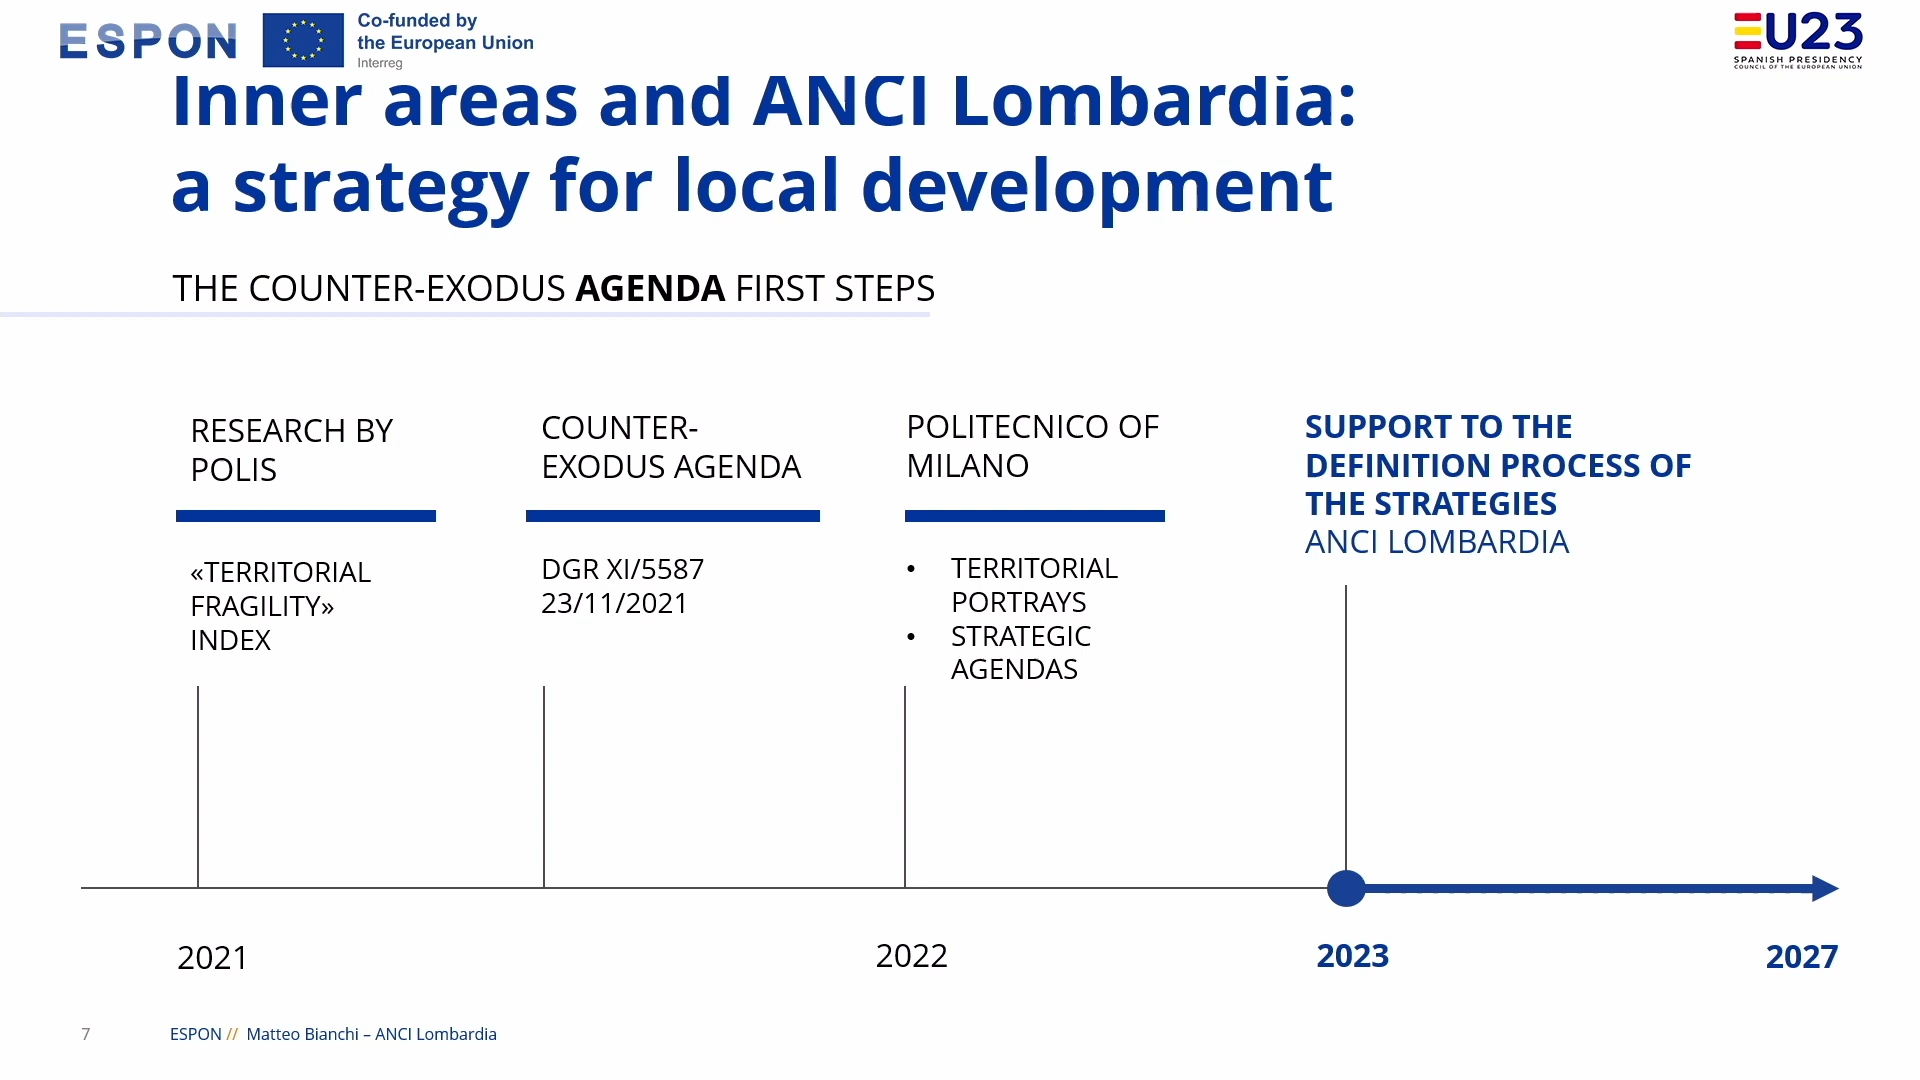 ESPON
Co-funded by
the European Union
Interreg
EU23
SPANISH PRESIDENCY
COUNCIL OF THE EUROPEAN UNION
Inner areas and ANCI Lombardia:
a strategy for local development
THE COUNTER-EXODUS AGENDA FIRST STEPS
RESEARCH BY
POLIS
«TERRITORIAL
FRAGILITY»
INDEX
COUNTER-
EXODUS AGENDA
DGR XI/5587
23/11/2021
POLITECNICO OF
MILANO
• TERRITORIAL
PORTRAYS
• STRATEGIC
AGENDAS
SUPPORT TO THE
DEFINITION PROCESS OF
THE STRATEGIES
ANCI LOMBARDIA
2021
2022
2023
2027
7
ESPON // Matteo Bianchi – ANCI Lombardia